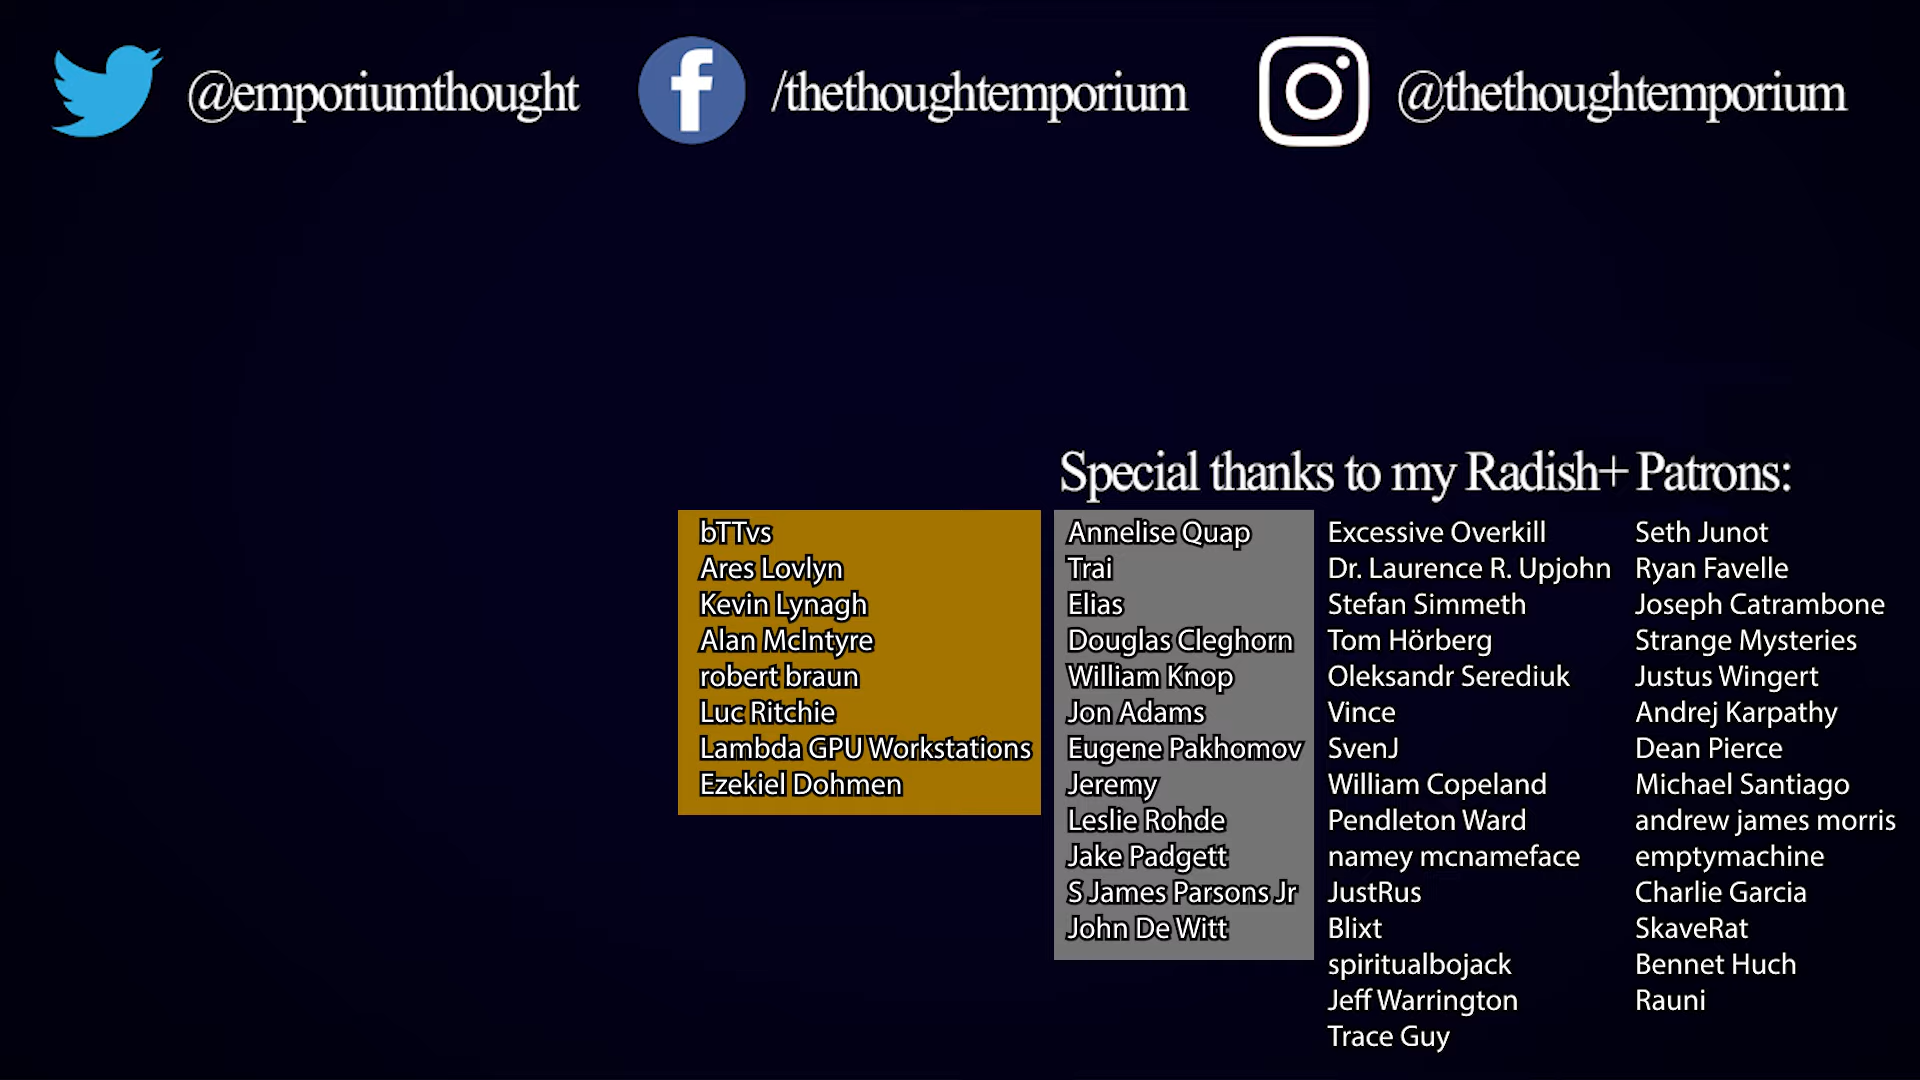 @emporiumthought
/thethoughtemporium
@thethoughtemporium
Special thanks to my Radish+ Patrons:
bTTvs
Ares Lovlyn
Kevin Lynagh
Alan McIntyre
robert braun
Luc Ritchie
Lambda GPU Workstations
Ezekiel Dohmen
Annelise Quap
Trai
Elias
Douglas Cleghorn
William Knop
Jon Adams
Eugene Pakhomov
Jeremy
Leslie Rohde
Jake Padgett
S James Parsons Jr
John De Witt
Excessive Overkill
Dr. Laurence R. Upjohn
Stefan Simmeth
Tom Hörberg
Oleksandr Serediuk
Vince
SvenJ
William Copeland
Pendleton Ward
namey mcnameface
JustRus
Blixt
spiritualbojack
Jeff Warrington
Trace Guy
Seth Junot
Ryan Favelle
Joseph Catrambone
Strange Mysteries
Justus Wingert
Andrej Karpathy
Dean Pierce
Michael Santiago
andrew james morris
emptymachine
Charlie Garcia
SkaveRat
Bennet Huch
Rauni